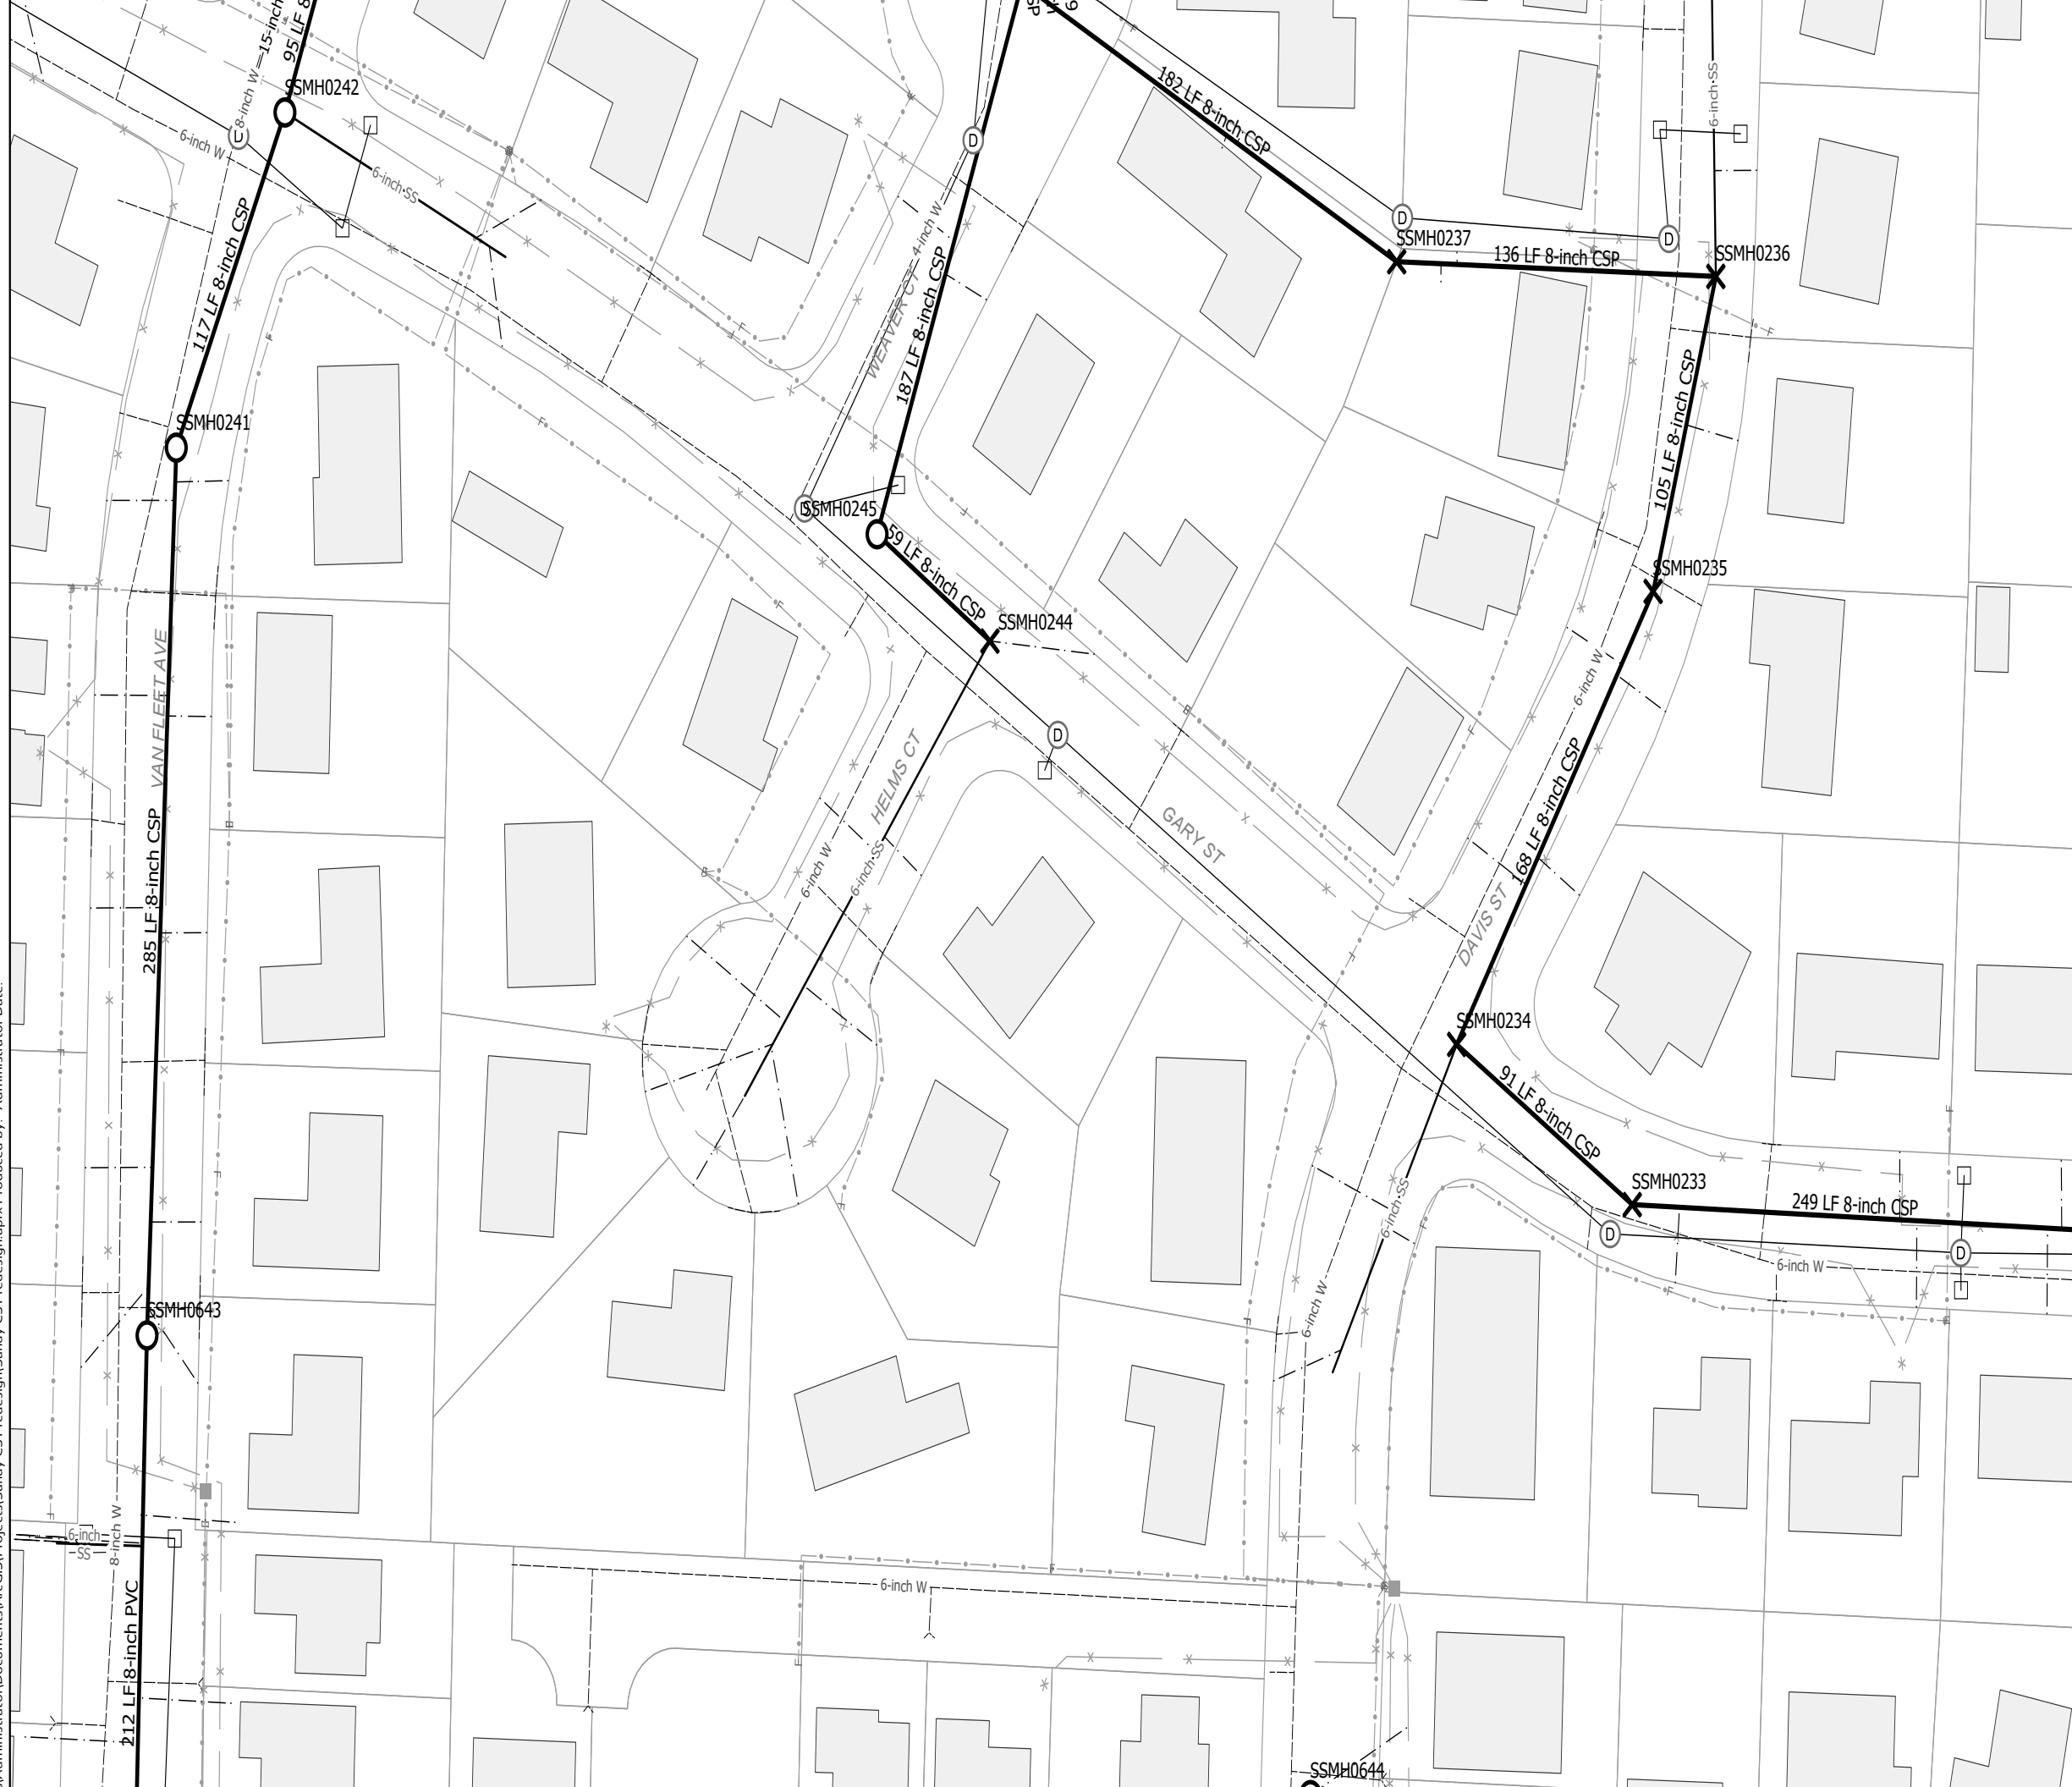 95 LF 8
15-inch
8-inch W
SSMH0242
6-inch W
6-inch SS
117 LF 8-inch CSP
SSMH0241
VAN FLEET AVE
285 LF 8-inch CSP
SSMH0643
8-inch W
6-inch
SS
212 LF 8-inch PVC
D
4-inch W
WEAVER CT
187 LF 8-inch CSP
SSMH0245
59 LF 8-inch CSP
SSMH0244
D
HELMS CT
6-inch W
6-inch SS
GARY ST
182 LF 8-inch CSP
D
D
SSMH0237
136 LF 8-inch CSP
6-inch SS
SSMH0236
105 LF 8-inch CSP
SSMH0235
6-inch W
168 LF 8-inch CSP
DAVIS ST
SSMH0234
91 LF 8-inch CSP
SSMH0233
249 LF 8-inch CSP
D
D
6-inch W
6-inch SS
6-inch W
6-inch W
SSMH0644